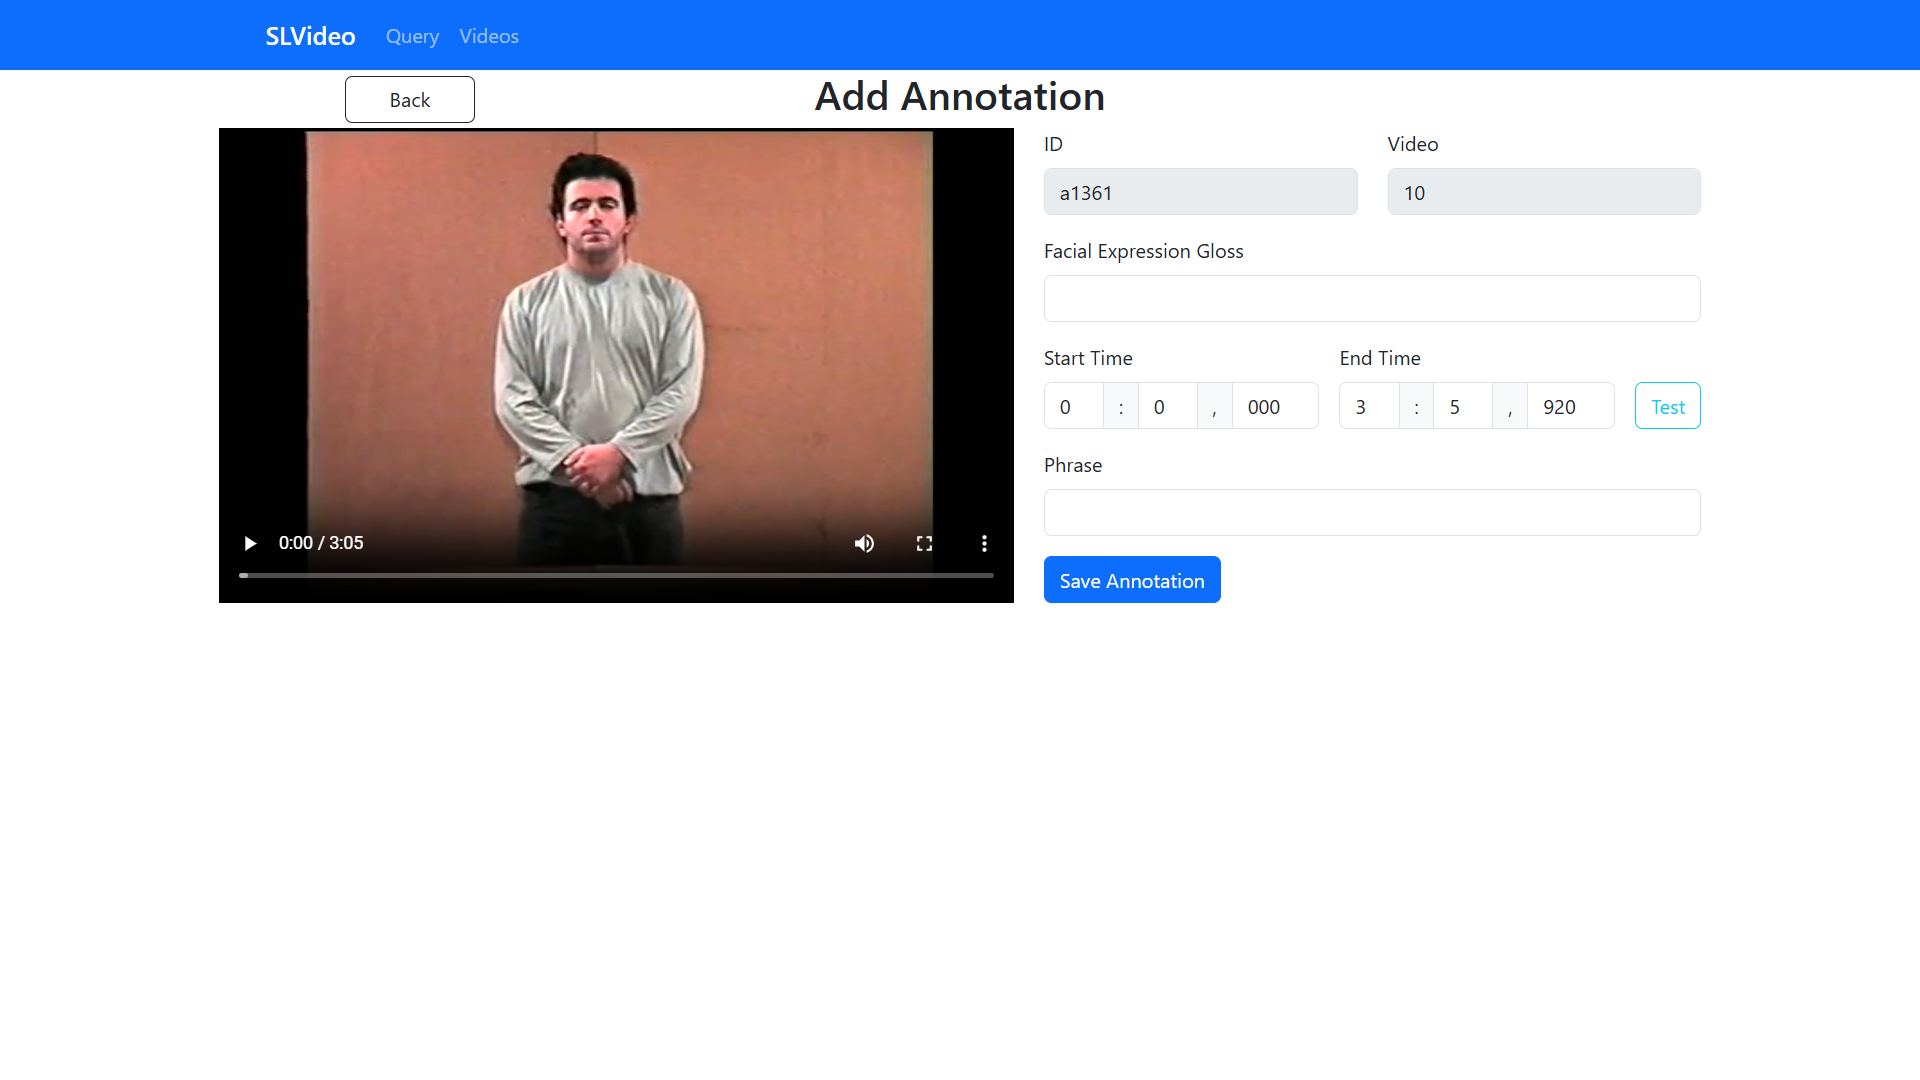 SLVideo Query Videos
Back Add Annotation
ID Video
a1361 10
Facial Expression Gloss
Start Time End Time
0 : 0 , 000 3 : 5 , 920 Test
Phrase
0:00 / 3:05
Save Annotation